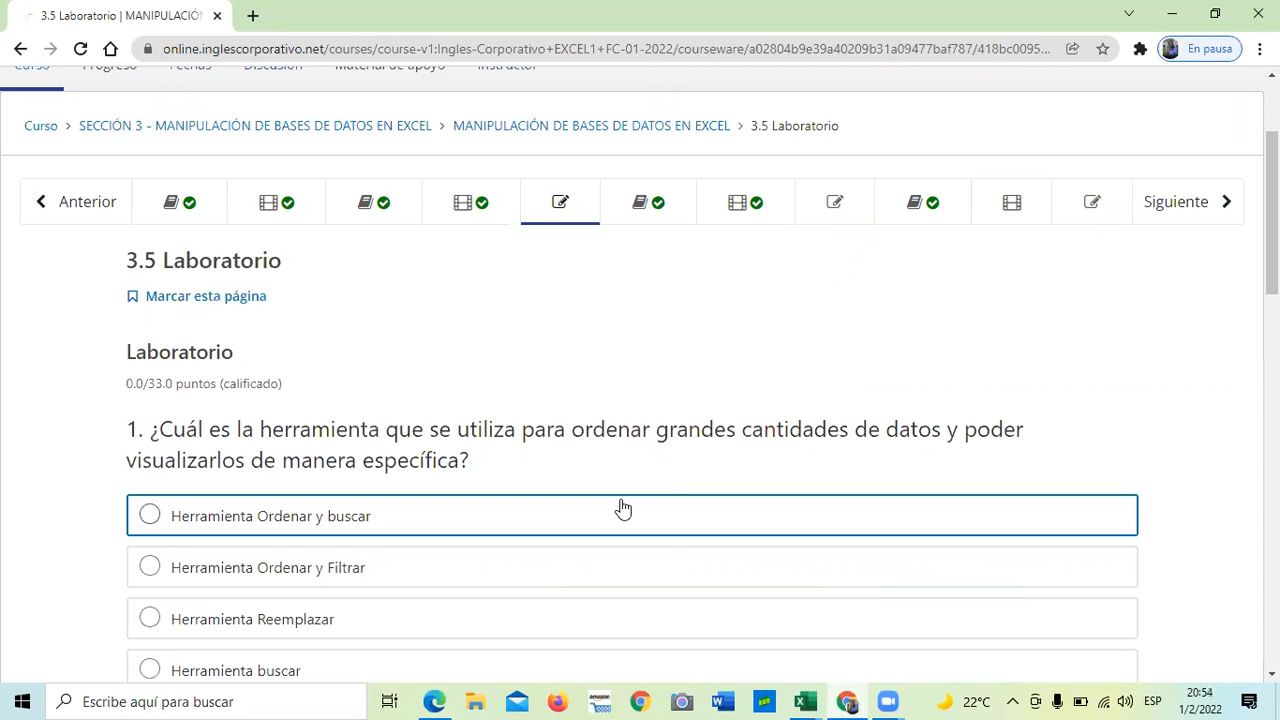 3.5 Laboratorio | MANIPULACIÓN
online.inglescorporativo.net/courses/course-v1:Ingles-Corporativo+EXCEL1+FC-01-2022/courseware/c02804b9e39a40209b31a09477baf787/418bc0095...
En pausa
Curso Progreso Fechas Discusión Material de apoyo Instructor
Curso > SECCIÓN 3 - MANIPULACIÓN DE BASES DE DATOS EN EXCEL > MANIPULACIÓN DE BASES DE DATOS EN EXCEL > 3.5 Laboratorio
Anterior
Siguiente
3.5 Laboratorio
Marcar esta página
Laboratorio
0.0/33.0 puntos (calificado)
1. ¿Cuál es la herramienta que se utiliza para ordenar grandes cantidades de datos y poder
visualizarlos de manera específica?
Herramienta Ordenar y buscar
Herramienta Ordenar y Filtrar
Herramienta Reemplazar
Herramienta buscar
Escribe aquí para buscar
22°C
ESP
20:54
1/2/2022